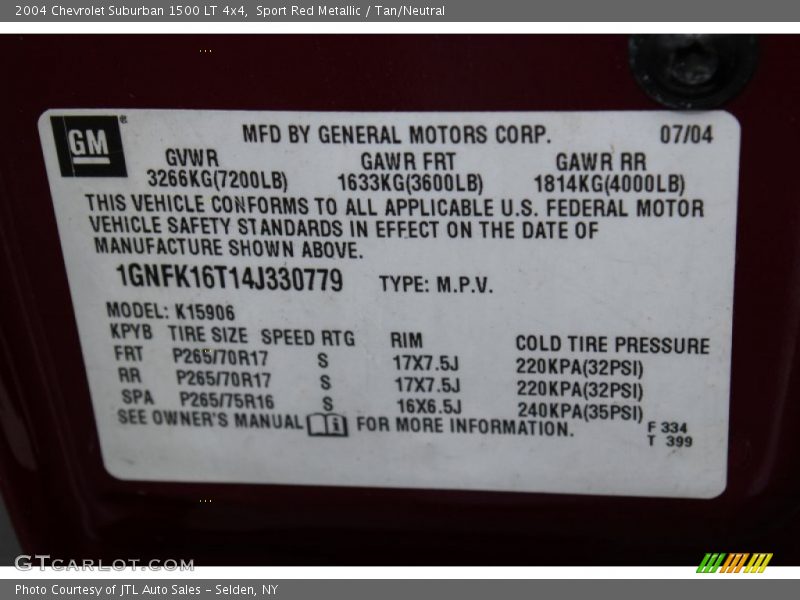 2004 Chevrolet Suburban 1500 LT 4x4, Sport Red Metallic / Tan/Neutral
GM ®
MFD BY GENERAL MOTORS CORP. 07/04
GVWR GAWR FRT GAWR RR
3266KG(7200LB) 1633KG(3600LB) 1814KG(4000LB)
THIS VEHICLE CONFORMS TO ALL APPLICABLE U.S. FEDERAL MOTOR
VEHICLE SAFETY STANDARDS IN EFFECT ON THE DATE OF
MANUFACTURE SHOWN ABOVE.
1GNFK16T14J330779 TYPE: M.P.V.
MODEL: K15906
KPYB TIRE SIZE SPEED RTG RIM COLD TIRE PRESSURE
FRT P265/70R17 S 17X7.5J 220KPA(32PSI)
RR P265/70R17 S 17X7.5J 220KPA(32PSI)
SPA P265/75R16 S 16X6.5J 240KPA(35PSI)
SEE OWNER'S MANUAL i FOR MORE INFORMATION.
F 334
T 399
GTCARLOT.COM
Photo Courtesy of JTL Auto Sales – Selden, NY